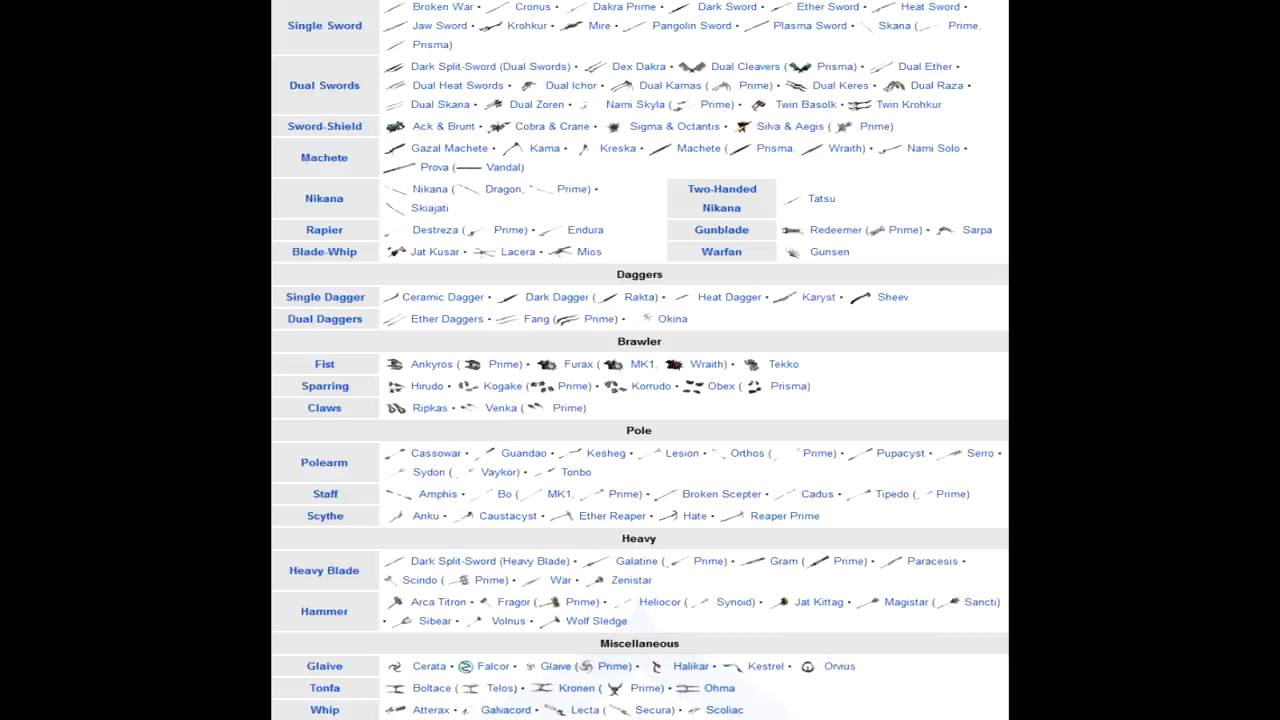 Broken War • Cronus • Dakra Prime • Dark Sword • Ether Sword • Heat Sword •
Single Sword Jaw Sword • Krohkur • Mire • Pangolin Sword • Plasma Sword • Skana ( Prime,
Prisma)
Dark Split-Sword (Dual Swords) • Dex Dakra • Dual Cleavers ( Prisma) • Dual Ether •
Dual Swords Dual Heat Swords • Dual Ichor • Dual Kamas ( Prime) • Dual Keres • Dual Raza •
Dual Skana • Dual Zoren • Nami Skyla ( Prime) • Twin Basolk • Twin Krohkur
Sword-Shield Ack & Brunt • Cobra & Crane • Sigma & Octantis • Silva & Aegis ( Prime)
Machete Gazal Machete • Kama • Kreska • Machete ( Prisma, Wraith) • Nami Solo •
Prova ( Vandal)
Nikana Nikana ( Dragon, Prime) •
Skiajati
Two-Handed
Nikana
Tatsu
Rapier Destreza ( Prime) • Endura Gunblade Redeemer ( Prime) • Sarpa
Blade-Whip Jat Kusar • Lacera • Mios Warfan Gunsen
Daggers
Single Dagger Ceramic Dagger • Dark Dagger ( Rakta) • Heat Dagger • Karyst • Sheev
Dual Daggers Ether Daggers • Fang ( Prime) • Okina
Brawler
Fist Ankyros ( Prime) • Furax ( MK1, Wraith) • Tekko
Sparring Hirudo • Kogake ( Prime) • Korrudo • Obex ( Prisma)
Claws Ripkas • Venka ( Prime)
Pole
Polearm Cassowar • Guandao • Kesheg • Lesion • Orthos ( Prime) • Pupacyst • Serro •
Sydon ( Vaykor) • Tonbo
Staff Amphis • Bo ( MK1, Prime) • Broken Scepter • Cadus • Tipedo ( Prime)
Scythe Anku • Caustacyst • Ether Reaper • Hate • Reaper Prime
Heavy
Heavy Blade Dark Split-Sword (Heavy Blade) • Galatine ( Prime) • Gram ( Prime) • Paracesis •
Scindo ( Prime) • War • Zenistar
Hammer Arca Titron • Fragor ( Prime) • Heliocor ( Synoid) • Jat Kittag • Magistar ( Sancti)
• Sibear • Volnus • Wolf Sledge
Miscellaneous
Glaive Cerata • Falcor • Glaive ( Prime) • Halikar • Kestrel • Orvius
Tonfa Boltace ( Telos) • Kronen ( Prime) • Ohma
Whip Atterax • Galvacord • Lecta ( Secura) • Scoliac